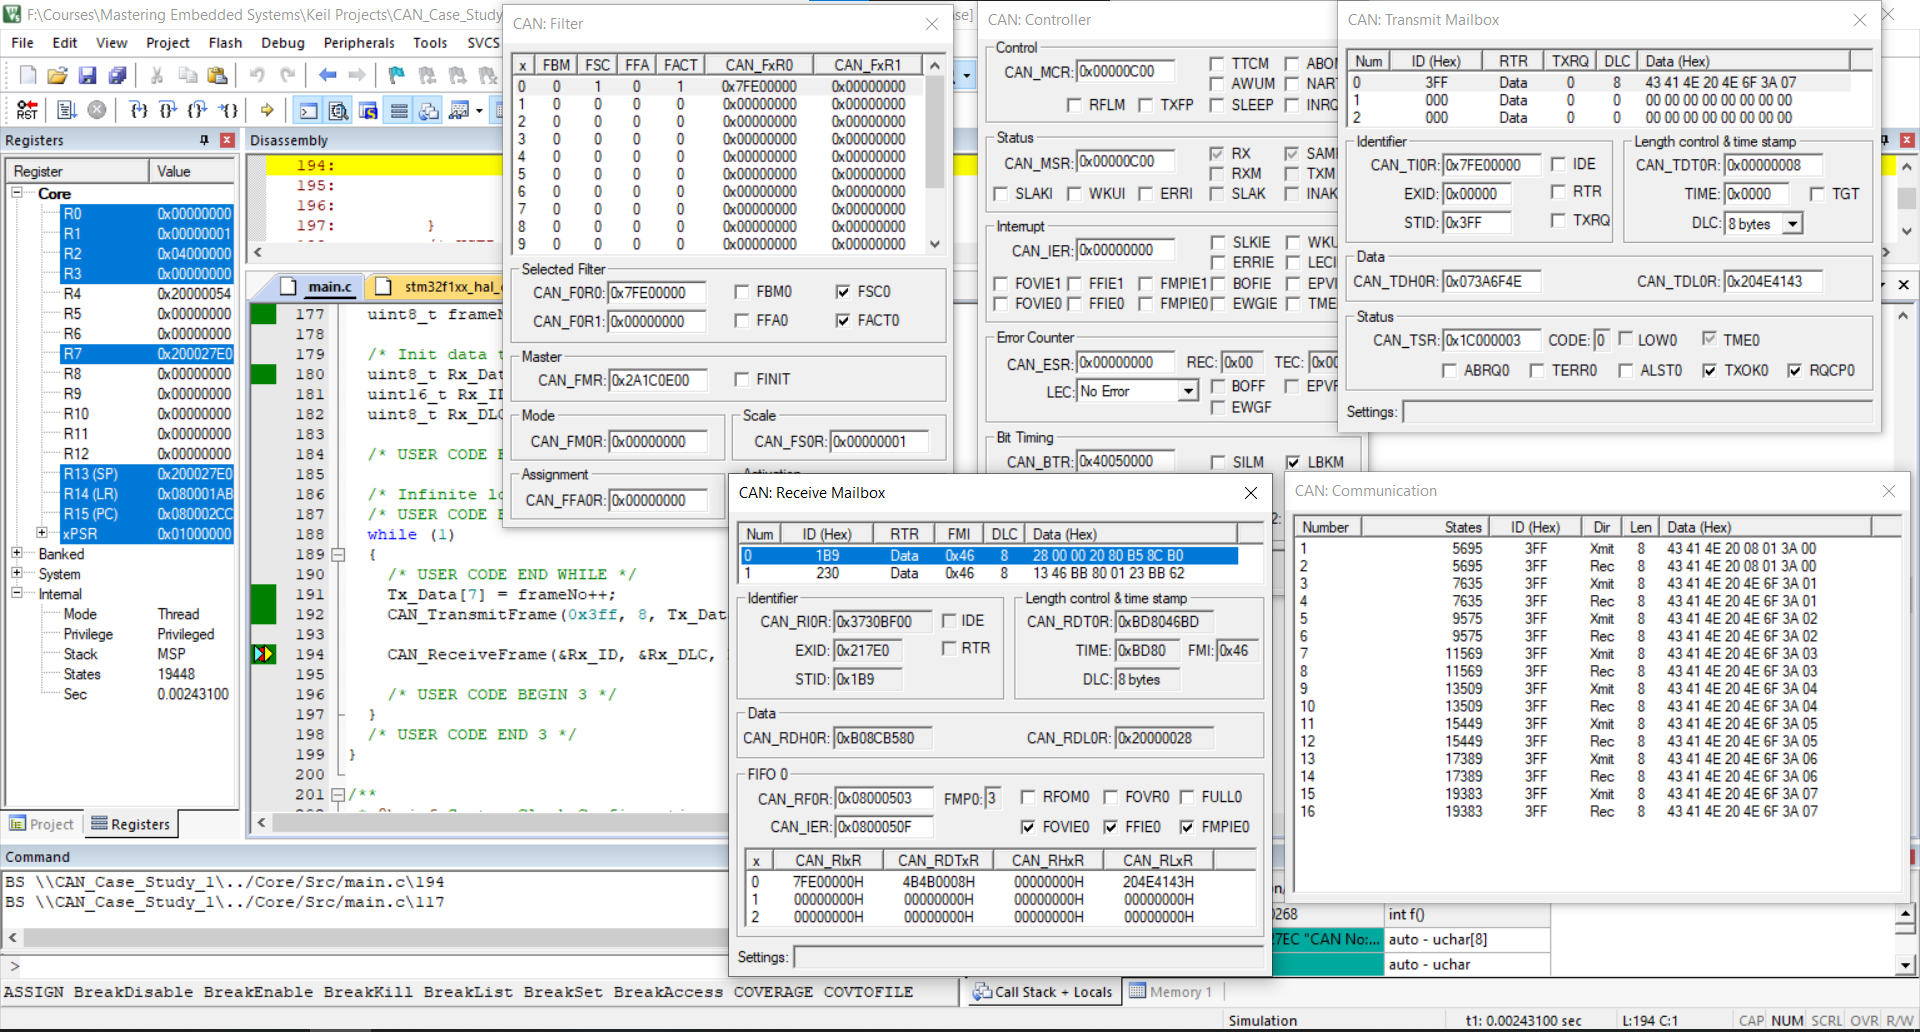 F:\Courses\Mastering Embedded Systems\Keil Projects\CAN_Case_Study
File Edit View Project Flash Debug Peripherals Tools SVCS
RST
Registers
Register Value
Core
R0 0x00000000
R1 0x00000001
R2 0x04000000
R3 0x00000000
R4 0x20000054
R5 0x00000000
R6 0x00000000
R7 0x200027E0
R8 0x00000000
R9 0x00000000
R10 0x00000000
R11 0x00000000
R12 0x00000000
R13 (SP) 0x200027E0
R14 (LR) 0x080001AB
R15 (PC) 0x080002CC
xPSR 0x01000000
Banked
System
Internal
Mode Thread
Privilege Privileged
Stack MSP
States 19448
Sec 0.00243100
Project Registers
Disassembly
194:
195:
196:
197: }
main.c stm32f1xx_hal_
177 uint8_t frameN
178
179 /* Init data t
180 uint8_t Rx_Dat
181 uint16_t Rx_ID
182 uint8_t Rx_DLC
183
184 /* USER CODE B
185
186 /* Infinite lo
187 /* USER CODE B
188 while (1)
189 {
190 /* USER CODE END WHILE */
191 Tx_Data[7] = frameNo++;
192 CAN_TransmitFrame(0x3ff, 8, Tx_Dat
193
194 CAN_ReceiveFrame(&Rx_ID, &Rx_DLC,
195
196 /* USER CODE BEGIN 3 */
197 }
198 /* USER CODE END 3 */
199 }
200
201 /**
CAN: Filter
x FBM FSC FFA FACT CAN_FxR0 CAN_FxR1
0 0 1 0 1 0x7FE00000 0x00000000
1 0 0 0 0 0x00000000 0x00000000
2 0 0 0 0 0x00000000 0x00000000
3 0 0 0 0 0x00000000 0x00000000
4 0 0 0 0 0x00000000 0x00000000
5 0 0 0 0 0x00000000 0x00000000
6 0 0 0 0 0x00000000 0x00000000
7 0 0 0 0 0x00000000 0x00000000
8 0 0 0 0 0x00000000 0x00000000
9 0 0 0 0 0x00000000 0x00000000
Selected Filter
CAN_F0R0: 0x7FE00000 FBM0 FSC0
CAN_F0R1: 0x00000000 FFA0 FACT0
Master
CAN_FMR: 0x2A1C0E00 FINIT
Mode
CAN_FM0R: 0x00000000
Scale
CAN_FS0R: 0x00000001
Assignment
CAN_FFA0R: 0x00000000
CAN: Controller
Control
CAN_MCR: 0x00000C00 TTCM ABO
AWUM NAR
RFLM TXFP SLEEP INRQ
Status
CAN_MSR: 0x00000C00 RX SAM
RXM TXM
SLAKI WKUI ERRI SLAK INAK
Interrupt
CAN_IER: 0x00000000 SLKIE WKU
ERRIE LECI
FOVIE1 FFIE1 FMPIE1 BOFIE EPVI
FOVIE0 FFIE0 FMPIE0 EWGIE TME
Error Counter
CAN_ESR: 0x00000000 REC: 0x00 TEC: 0x00
LEC: No Error BOFF EPVF
EWGF
Bit Timing
CAN_BTR: 0x40050000 SILM LBKM
CAN: Transmit Mailbox
Num ID (Hex) RTR TXRQ DLC Data (Hex)
0 3FF Data 0 8 43 41 4E 20 4E 6F 3A 07
1 000 Data 0 0 00 00 00 00 00 00 00 00
2 000 Data 0 0 00 00 00 00 00 00 00 00
Identifier
CAN_TI0R: 0x7FE00000 IDE
EXID: 0x00000 RTR
STID: 0x3FF TXRQ
Length control & time stamp
CAN_TDT0R: 0x00000008
TIME: 0x0000 TGT
DLC: 8 bytes
Data
CAN_TDH0R: 0x073A6F4E CAN_TDL0R: 0x204E4143
Status
CAN_TSR: 0x1C000003 CODE: 0 LOW0 TME0
ABRQ0 TERR0 ALST0 TXOK0 RQCP0
Settings:
CAN: Receive Mailbox
Num ID (Hex) RTR FMI DLC Data (Hex)
0 1B9 Data 0x46 8 28 00 00 20 80 B5 8C B0
1 230 Data 0x46 8 13 46 BB 80 01 23 BB 62
Identifier
CAN_RI0R: 0x3730BF00 IDE
EXID: 0x217E0 RTR
STID: 0x1B9
Length control & time stamp
CAN_RDT0R: 0xBD8046BD
TIME: 0xBD80 FMI: 0x46
DLC: 8 bytes
Data
CAN_RDH0R: 0xB08CB580 CAN_RDL0R: 0x20000028
FIFO 0
CAN_RF0R: 0x08000503 FMP0: 3 RFOM0 FOVR0 FULL0
CAN_IER: 0x0800050F FOVIE0 FFIE0 FMPIE0
x CAN_RIxR CAN_RDTxR CAN_RHxR CAN_RLxR
0 7FE00000H 4B4B0008H 00000000H 204E4143H
1 00000000H 00000000H 00000000H 00000000H
2 00000000H 00000000H 00000000H 00000000H
Settings:
CAN: Communication
Number States ID (Hex) Dir Len Data (Hex)
1 5695 3FF Xmit 8 43 41 4E 20 08 01 3A 00
2 5695 3FF Rec 8 43 41 4E 20 08 01 3A 00
3 7635 3FF Xmit 8 43 41 4E 20 4E 6F 3A 01
4 7635 3FF Rec 8 43 41 4E 20 4E 6F 3A 01
5 9575 3FF Xmit 8 43 41 4E 20 4E 6F 3A 02
6 9575 3FF Rec 8 43 41 4E 20 4E 6F 3A 02
7 11569 3FF Xmit 8 43 41 4E 20 4E 6F 3A 03
8 11569 3FF Rec 8 43 41 4E 20 4E 6F 3A 03
9 13509 3FF Xmit 8 43 41 4E 20 4E 6F 3A 04
10 13509 3FF Rec 8 43 41 4E 20 4E 6F 3A 04
11 15449 3FF Xmit 8 43 41 4E 20 4E 6F 3A 05
12 15449 3FF Rec 8 43 41 4E 20 4E 6F 3A 05
13 17389 3FF Xmit 8 43 41 4E 20 4E 6F 3A 06
14 17389 3FF Rec 8 43 41 4E 20 4E 6F 3A 06
15 19383 3FF Xmit 8 43 41 4E 20 4E 6F 3A 07
16 19383 3FF Rec 8 43 41 4E 20 4E 6F 3A 07
Command
BS \\CAN_Case_Study_1\../Core/Src/main.c\194
BS \\CAN_Case_Study_1\../Core/Src/main.c\117
>
ASSIGN BreakDisable BreakEnable BreakKill BreakList BreakSet BreakAccess COVERAGE COVTOFILE
0268 int f()
27EC "CAN No:... auto - uchar[8]
auto - uchar
Call Stack + Locals Memory 1
Simulation t1: 0.00243100 sec L:194 C:1 CAP NUM SCRL OVR R/W